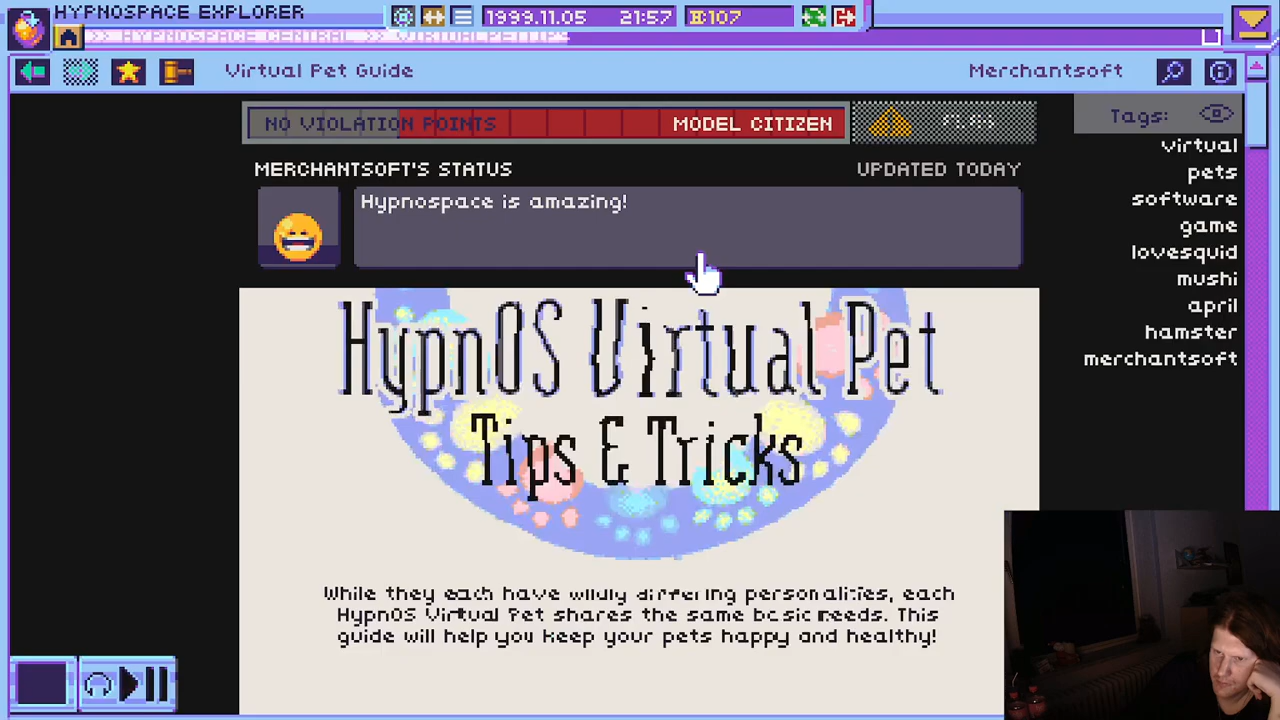 HYPNOSPACE EXPLORER
1999.11.05 21:57 107
>> HYPNOSPACE CENTRAL >> VIRTUALPETTIPS
Virtual Pet Guide Merchantsoft
NO VIOLATION POINTS MODEL CITIZEN
Tags:
virtual
pets
software
game
lovesquid
mushi
april
hamster
merchantsoft
MERCHANTSOFT'S STATUS UPDATED TODAY
Hypnospace is amazing!
HypnOS Virtual Pet
Tips & Tricks
While they each have wildly differing personalities, each
HypnOS Virtual Pet shares the same basic needs. This
guide will help you keep your pets happy and healthy!